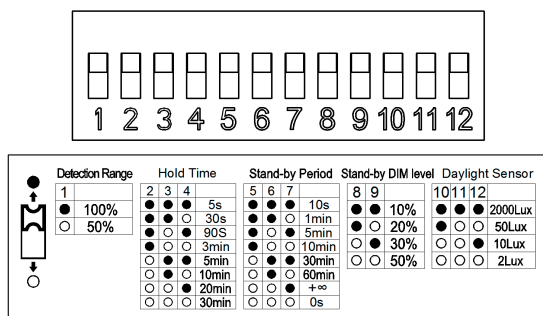 1 2 3 4 5 6 7 8 9 10 11 12
Detection Range Hold Time Stand-by Period Stand-by DIM level Daylight Sensor
1 2 3 4 5 6 7 8 9 10 11 12
100% 5s 10s 10% 2000Lux
50% 30s 1min 20% 50Lux
90S 5min 30% 10Lux
3min 10min 50% 2Lux
5min 30min
10min 60min
20min +∞
30min 0s